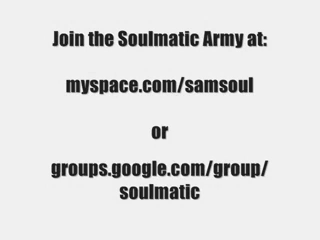 Join the Soulmatic Army at:
myspace.com/samsoul
or
groups.google.com/group/
soulmatic